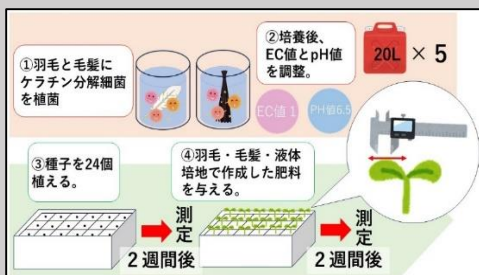 ①羽毛と毛髪に
ケラチン分解細菌
を植菌
②培養後、
EC値とpH値
を調整。
20L × 5
EC値 1
PH値6.5
③種子を24個
植える。
④羽毛・毛髪・液体
培地で作成した肥料
を与える。
測定
2週間後
測定
2週間後